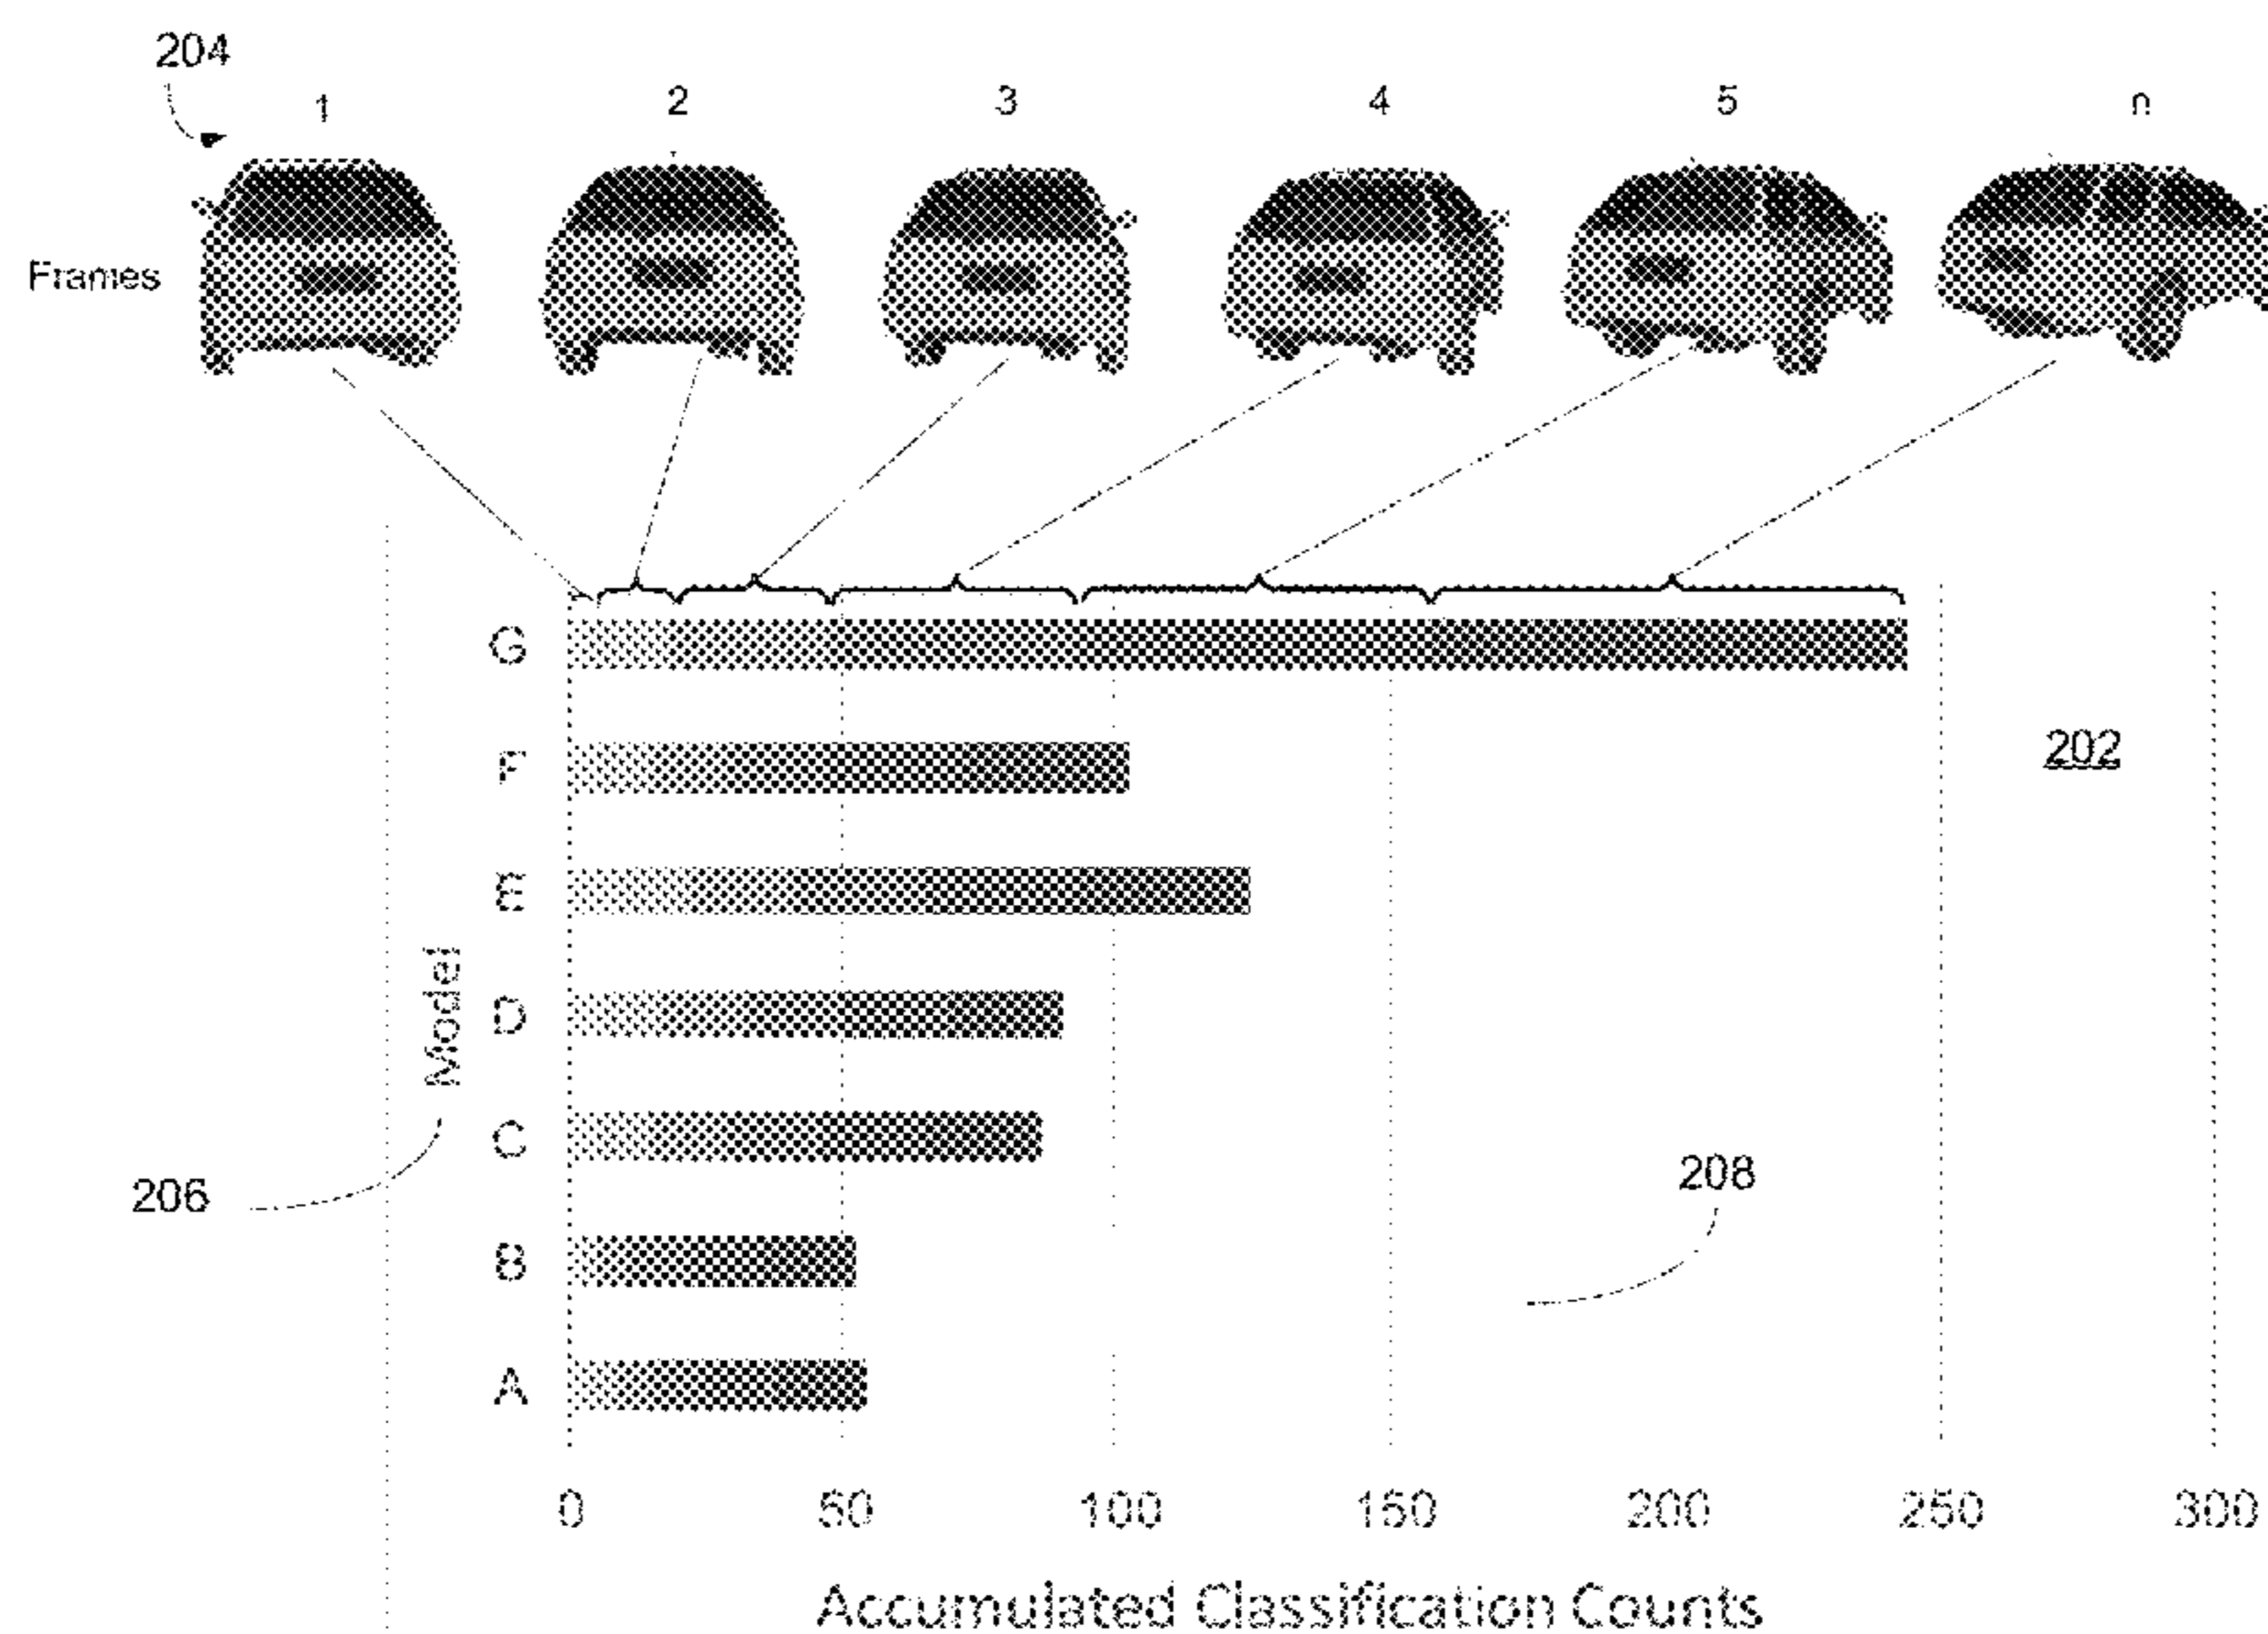 204
1 2 3 4 5 n
Frames
G
202
F
E
Model
D
C
206
208
B
A
0 50 100 150 200 250 300
Accumulated Classification Counts